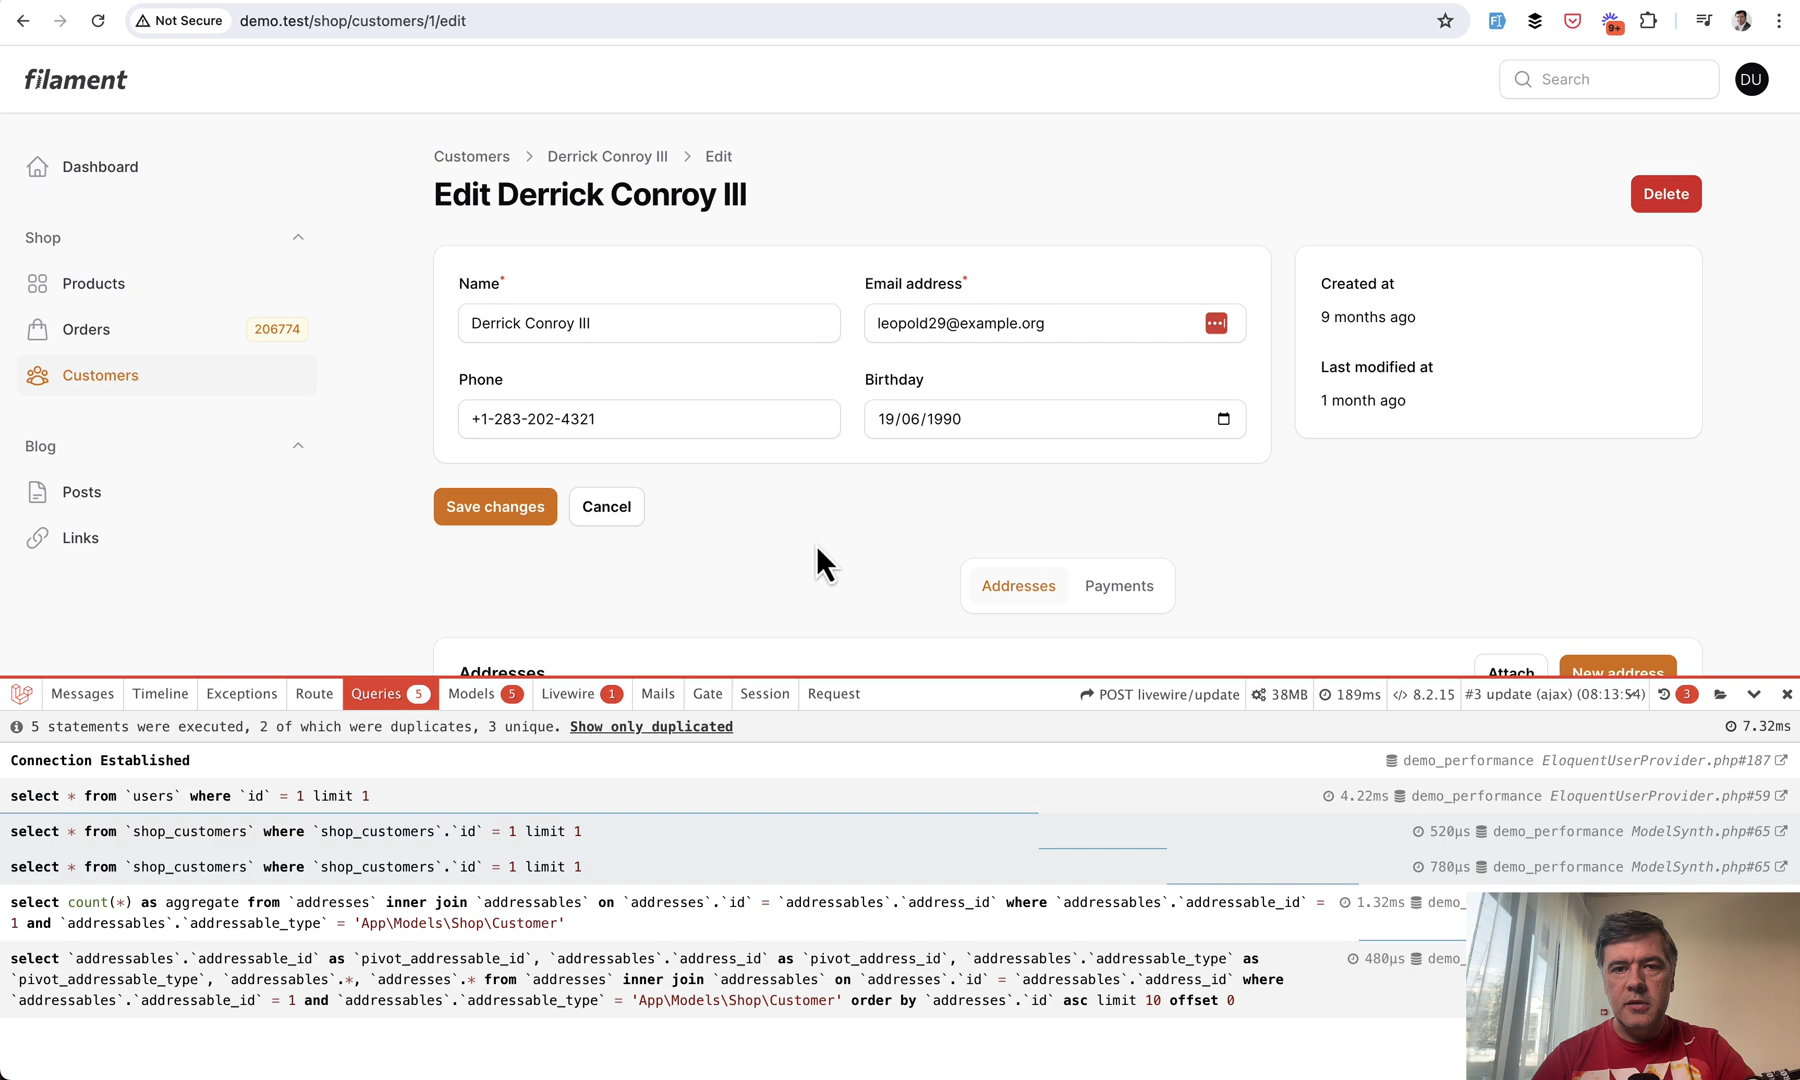 Not Secure demo.test/shop/customers/1/edit
9+
filament
Search
DU
Dashboard
Shop
Products
Orders 206774
Customers
Blog
Posts
Links
Customers > Derrick Conroy III > Edit
Edit Derrick Conroy III
Delete
Name* Email address*
Derrick Conroy III leopold29@example.org
Phone Birthday
+1-283-202-4321 19/06/1990
Created at
9 months ago
Last modified at
1 month ago
Save changes Cancel
Addresses Payments
Addresses Attach New address
Messages Timeline Exceptions Route Queries 5 Models 5 Livewire 1 Mails Gate Session Request POST livewire/update 38MB 189ms 8.2.15 #3 update (ajax) (08:13:54) 3
5 statements were executed, 2 of which were duplicates, 3 unique. Show only duplicated 7.32ms
Connection Established demo_performance EloquentUserProvider.php#187
select * from `users` where `id` = 1 limit 1 4.22ms demo_performance EloquentUserProvider.php#59
select * from `shop_customers` where `shop_customers`.`id` = 1 limit 1 520μs demo_performance ModelSynth.php#65
select * from `shop_customers` where `shop_customers`.`id` = 1 limit 1 780μs demo_performance ModelSynth.php#65
select count(*) as aggregate from `addresses` inner join `addressables` on `addresses`.`id` = `addressables`.`address_id` where `addressables`.`addressable_id` = 1.32ms demo_
1 and `addressables`.`addressable_type` = 'App\Models\Shop\Customer'
select `addressables`.`addressable_id` as `pivot_addressable_id`, `addressables`.`address_id` as `pivot_address_id`, `addressables`.`addressable_type` as 480μs demo_
`pivot_addressable_type`, `addressables`.*, `addresses`.* from `addresses` inner join `addressables` on `addresses`.`id` = `addressables`.`address_id` where
`addressables`.`addressable_id` = 1 and `addressables`.`addressable_type` = 'App\Models\Shop\Customer' order by `addresses`.`id` asc limit 10 offset 0